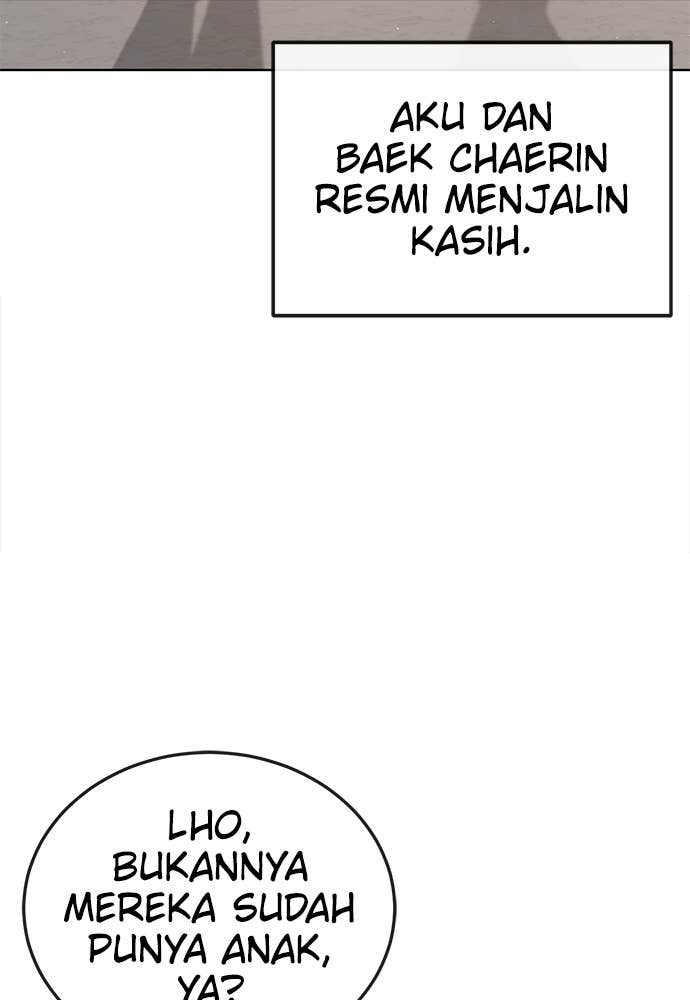 AKU DAN
BAEK CHAERIN
RESMI MENJALIN
KASIH.
LHO,
BUKANNYA
MEREKA SUDAH
PUNYA ANAK,
YA?